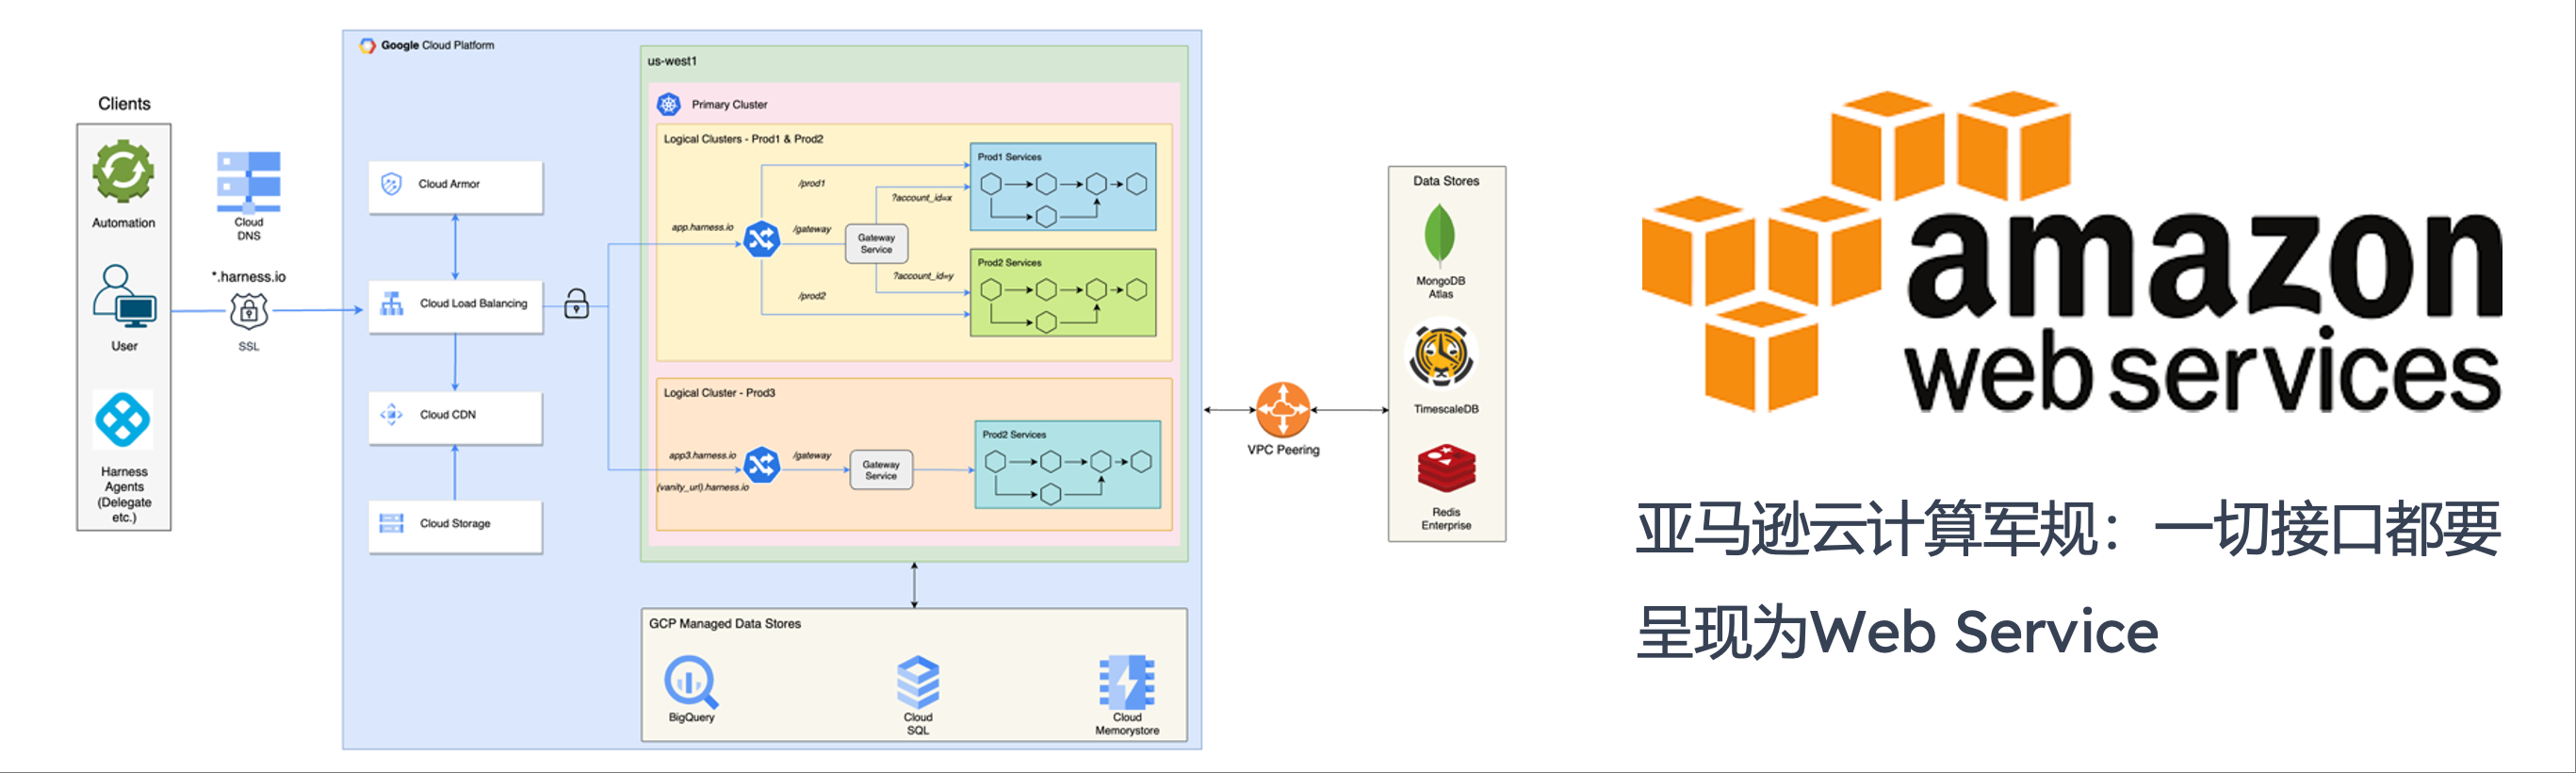 Clients
Automation
User
Harness
Agents
(Delegate
etc.)
Cloud
DNS
*.harness.io
SSL
Google Cloud Platform
Cloud Armor
Cloud Load Balancing
Cloud CDN
Cloud Storage
us-west1
Primary Cluster
Logical Clusters - Prod1 & Prod2
app.harness.io
/prod1
/gateway
/prod2
Gateway
Service
?account_id=x
?account_id=y
Prod1 Services
Prod2 Services
Logical Cluster - Prod3
app3.harness.io
(vanity_url).harness.io
/gateway
Gateway
Service
Prod2 Services
GCP Managed Data Stores
BigQuery
Cloud
SQL
Cloud
Memorystore
VPC Peering
Data Stores
MongoDB
Atlas
TimescaleDB
Redis
Enterprise
amazon
web services
亚马逊云计算军规：一切接口都要
呈现为Web Service